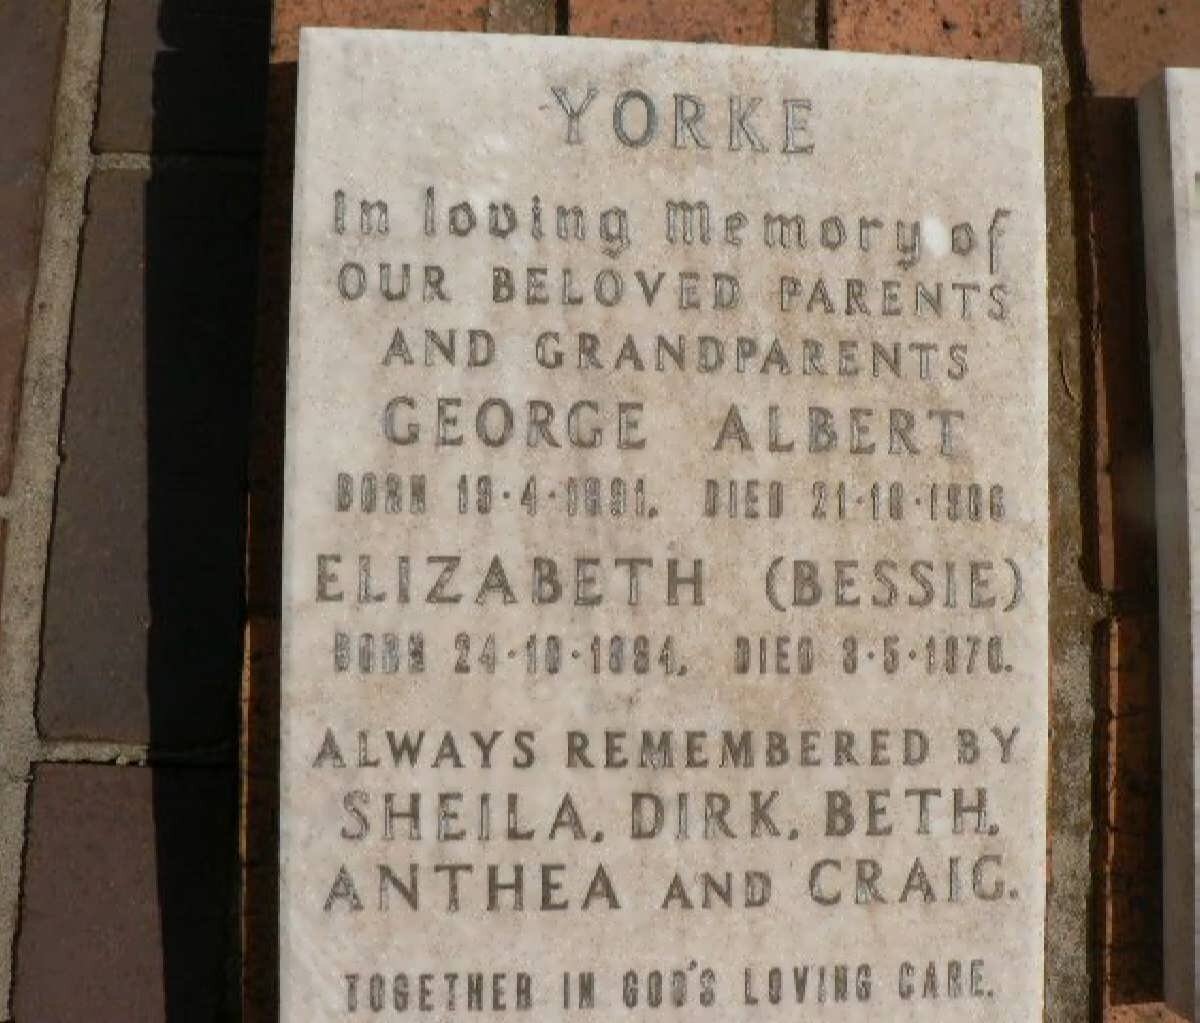 YORKE
In loving Memory of
OUR BELOVED PARENTS
AND GRANDPARENTS
GEORGE ALBERT
BORN DIED
ELIZABETH (BESSIE)
BORN DIED
ALWAYS REMEMBERED BY
SHEILA, DIRK, BETH,
ANTHEA AND CRAIG.
TOGETHER IN GOD'S LOVING CARE.